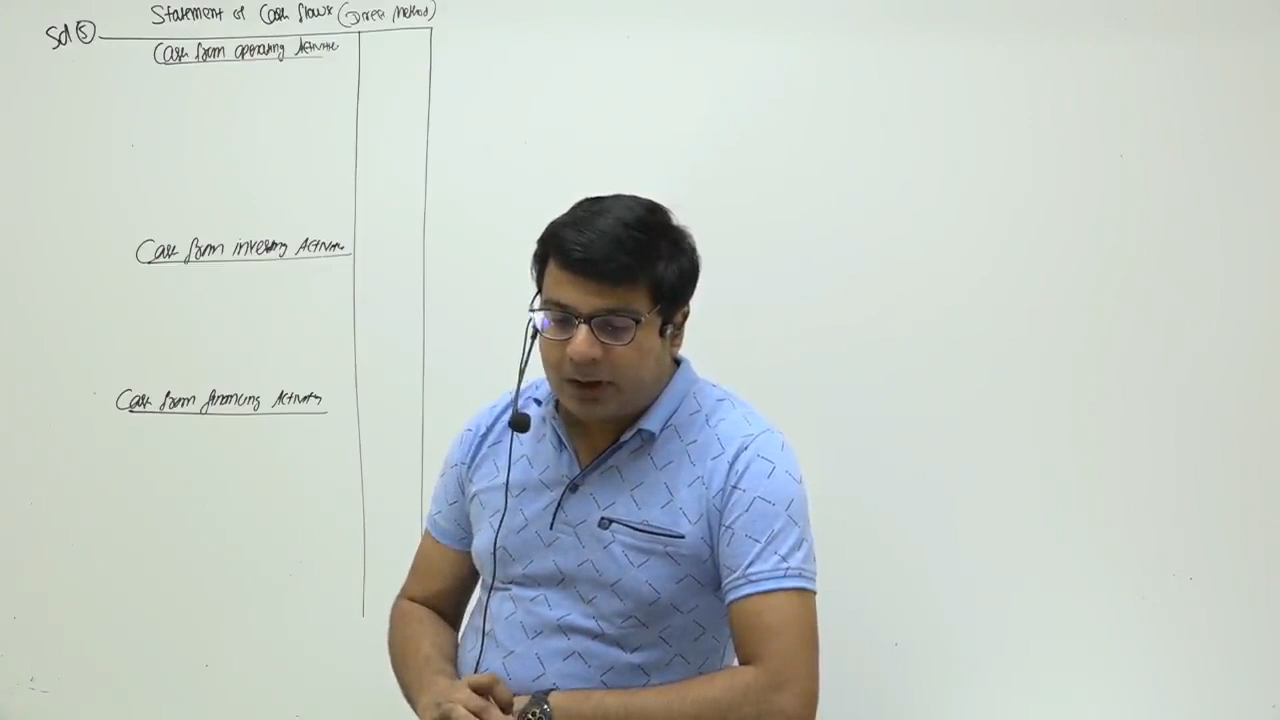 Statement of Cash flows (Direct Method)
Sol 5
Cash from operating Activities
Cash from investing Activities
Cash from financing Activities